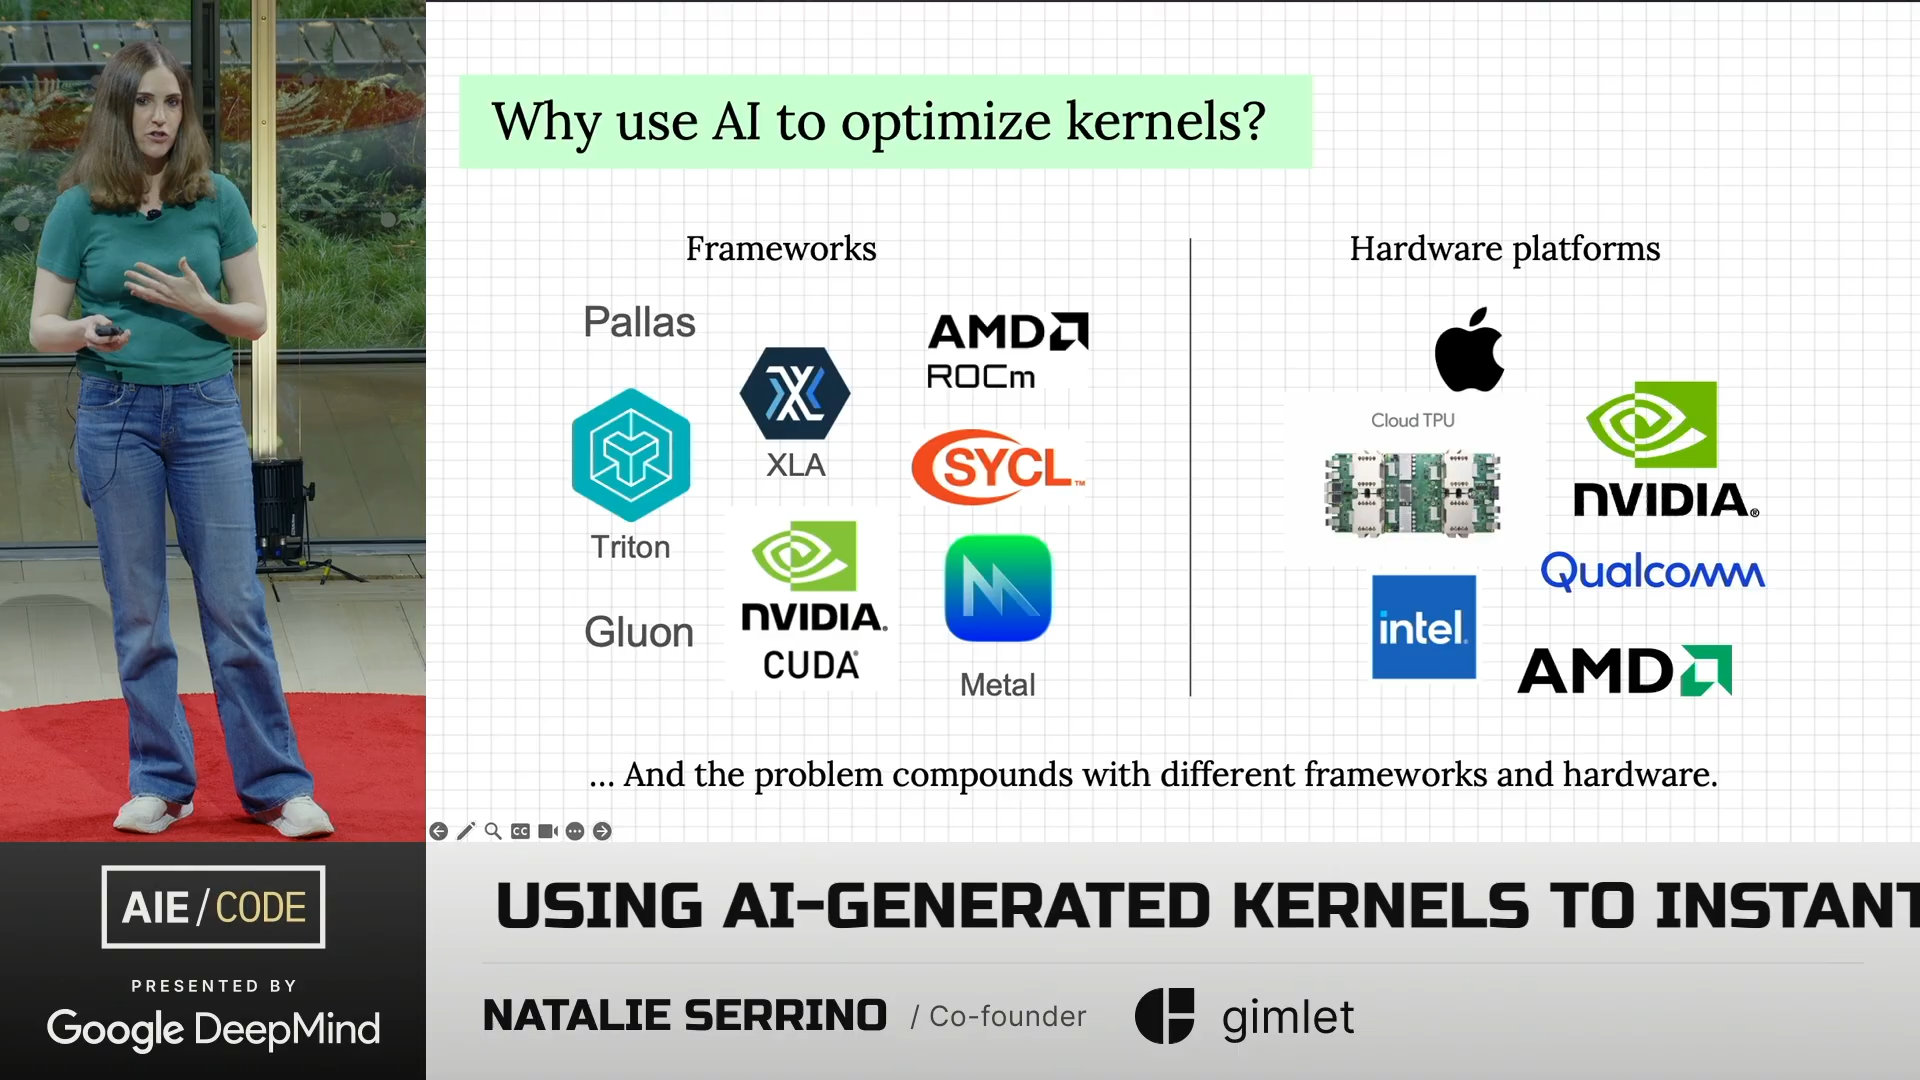 Why use AI to optimize kernels?
Frameworks
Pallas
XLA
AMD
ROCm
Triton
SYCL™
Gluon
NVIDIA.
CUDA®
Metal
Hardware platforms
Cloud TPU
NVIDIA®
Qualcomm
intel.
AMD
... And the problem compounds with different frameworks and hardware.
CC
AIE/CODE
PRESENTED BY
Google DeepMind
USING AI-GENERATED KERNELS TO INSTANT
NATALIE SERRINO / Co-founder
gimlet